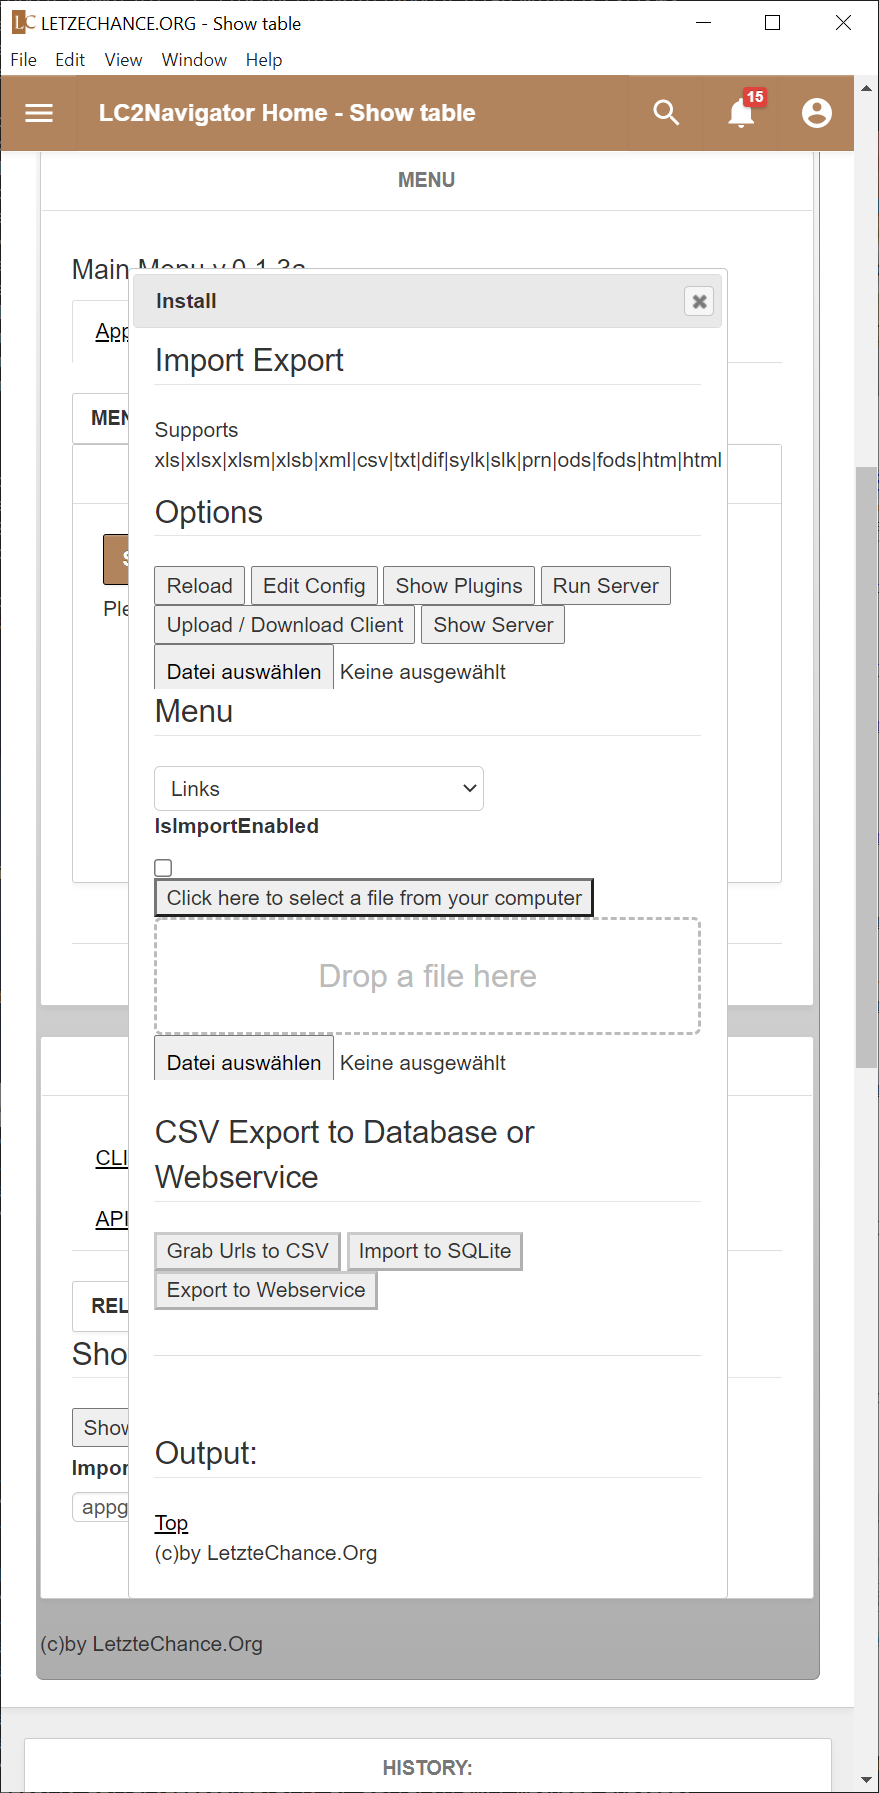 LC LETZECHANCE.ORG - Show table
File Edit View Window Help
LC2Navigator Home - Show table 15
MENU
Main Menu v.0.1.3a
App
Install
Import Export
MEN
Supports
xls|xlsx|xlsm|xlsb|xml|csv|txt|dif|sylk|slk|prn|ods|fods|htm|html
Options
Reload Edit Config Show Plugins Run Server
Ple
Upload / Download Client Show Server
Datei auswählen Keine ausgewählt
Menu
Links
IsImportEnabled
Click here to select a file from your computer
Drop a file here
Datei auswählen Keine ausgewählt
CSV Export to Database or
Webservice
CLI
API
Grab Urls to CSV Import to SQLite
Export to Webservice
REL
Sho
Show
Impor
appg
Output:
Top
(c)by LetzteChance.Org
(c)by LetzteChance.Org
HISTORY: